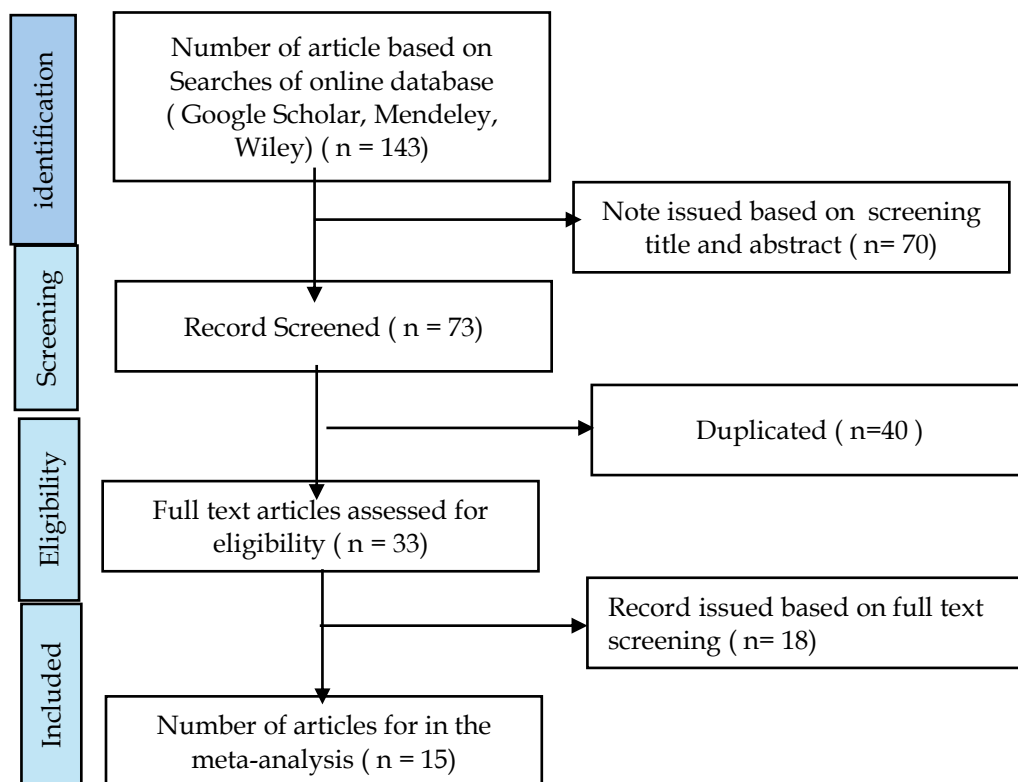 identification
Number of article based on
Searches of online database
( Google Scholar, Mendeley,
Wiley) ( n = 143)
Note issued based on screening
title and abstract ( n= 70)
Screening
Record Screened ( n = 73)
Duplicated ( n=40 )
Eligibility
Full text articles assessed for
eligibility ( n = 33)
Record issued based on full text
screening ( n= 18)
Included
Number of articles for in the
meta-analysis ( n = 15)